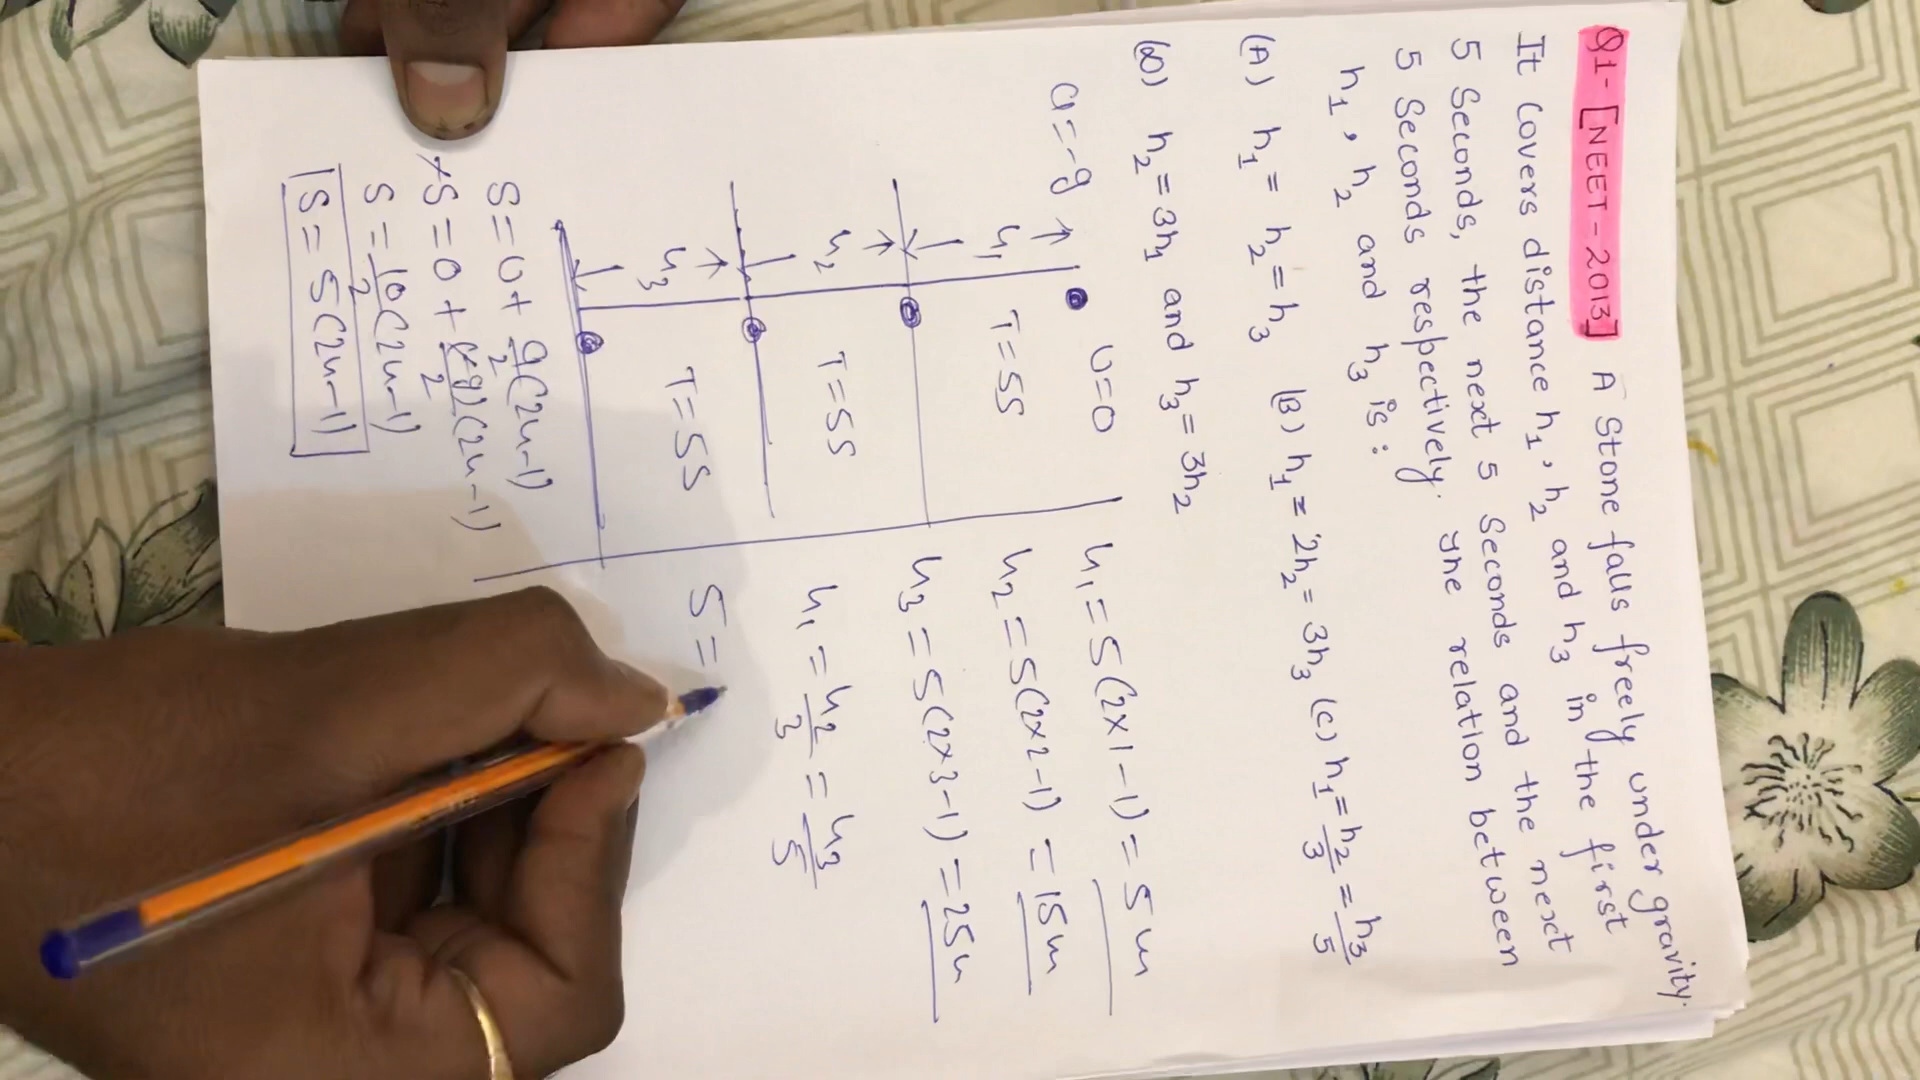 Q1- [NEET-2013] A Stone falls freely under gravity.
It Covers distance h1, h2 and h3 in the first
5 Seconds, the next 5 Seconds and the next
5 Seconds respectively. The relation between
h1, h2 and h3 is:
(A) h1 = h2 = h3 (B) h1 = 2h2 = 3h3 (C) h1 = h2/3 = h3/5
(D) h2 = 3h1 and h3 = 3h2
a = -g
U = 0
h1
T = 5S
h2
T = 5S
h3
T = 5S
S = 0 + g/2 (2n-1)
S = 10/2 (2n-1)
S = 5(2n-1)
h1 = 5(2×1-1) = 5m
h2 = 5(2×2-1) = 15m
h3 = 5(2×3-1) = 25m
h1 = h2/3 = h3/5
S =